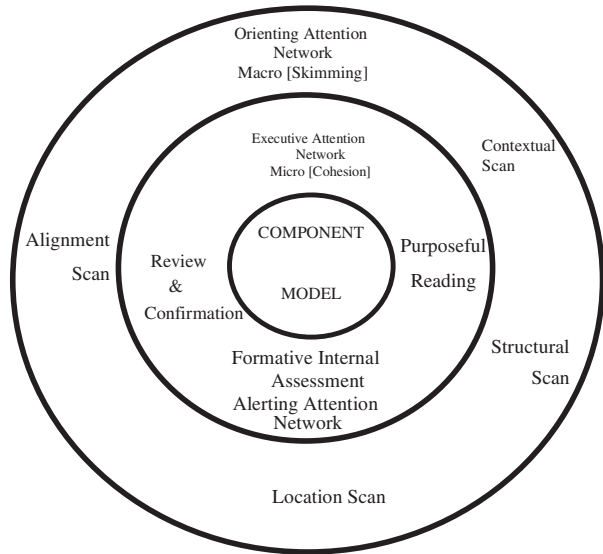 Orienting Attention
Network
Macro [Skimming]
Executive Attention
Network
Micro [Cohesion]
Contextual
Scan
COMPONENT
MODEL
Alignment
Scan
Purposeful
Reading
Review
&
Confirmation
Structural
Scan
Formative Internal
Assessment
Alerting Attention
Network
Location Scan